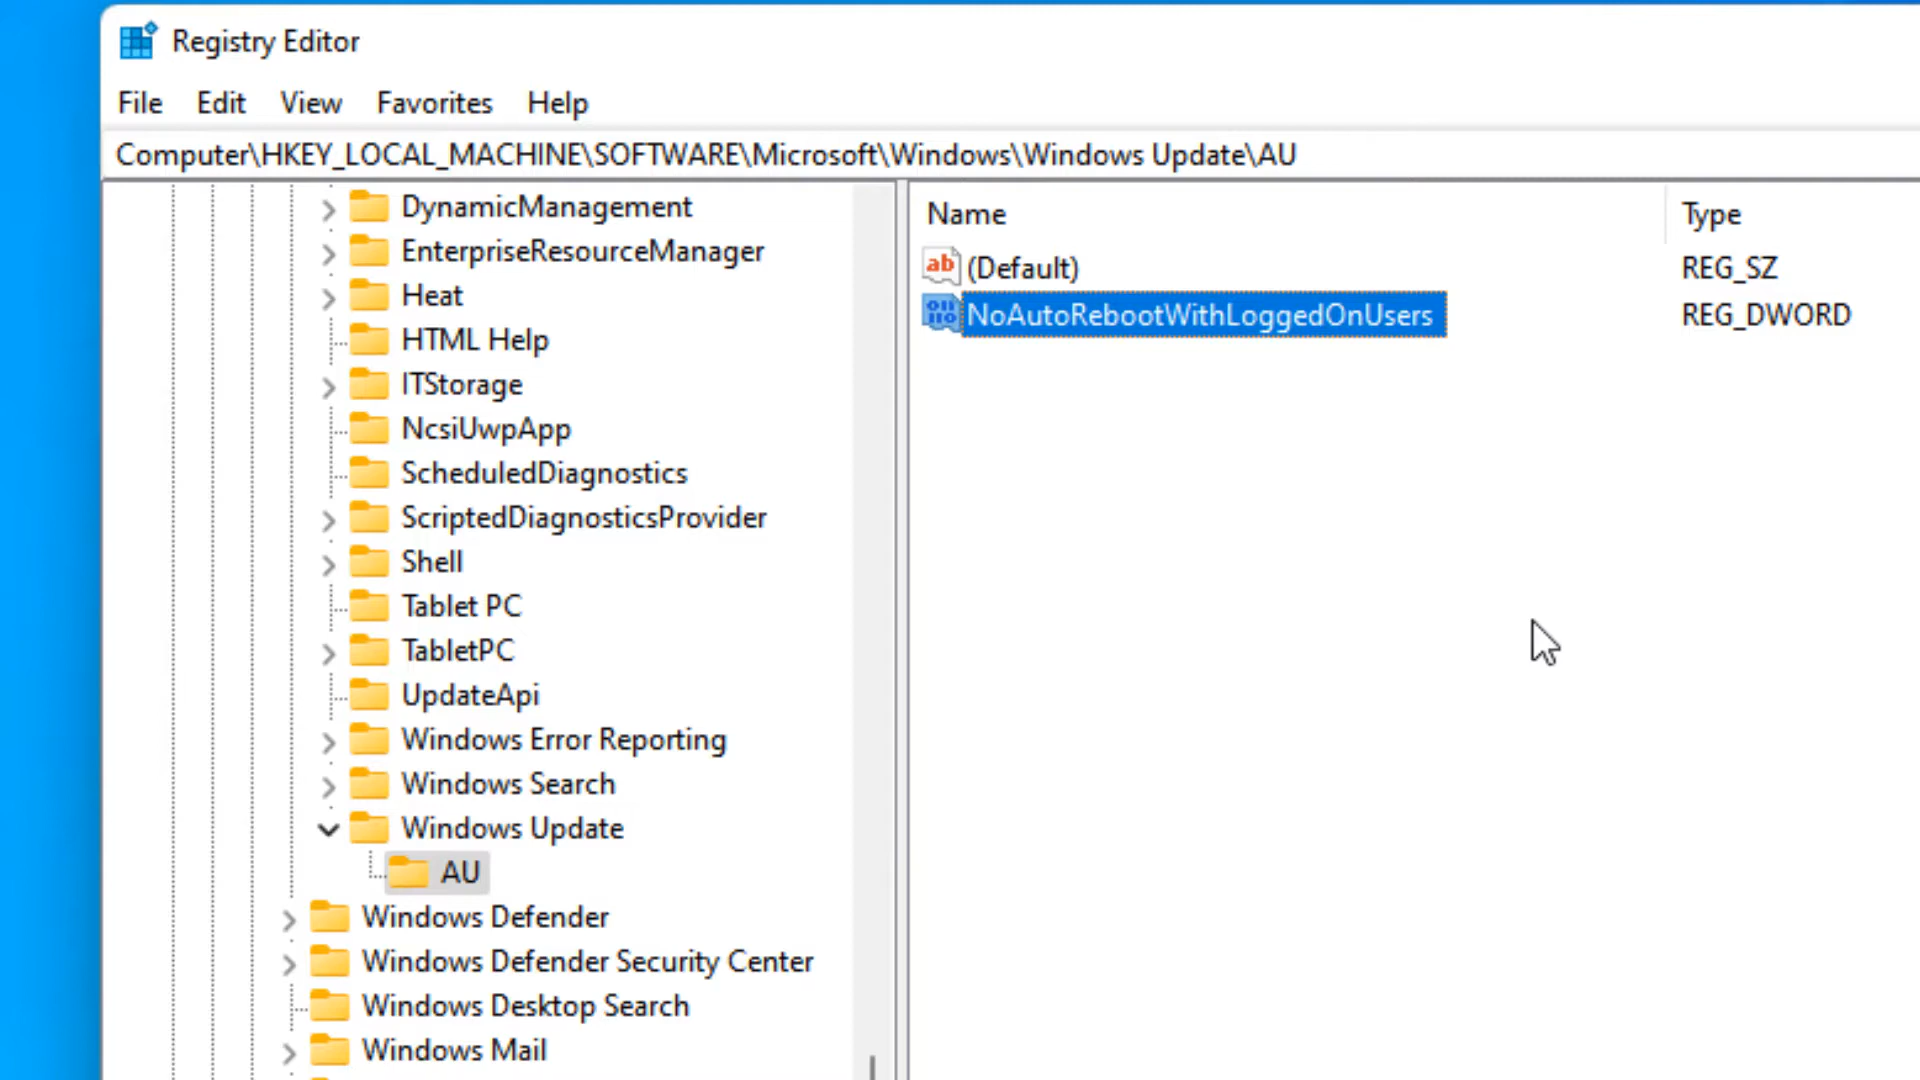 Registry Editor
File Edit View Favorites Help
Computer\HKEY_LOCAL_MACHINE\SOFTWARE\Microsoft\Windows\Windows Update\AU
DynamicManagement
EnterpriseResourceManager
Heat
HTML Help
ITStorage
NcsiUwpApp
ScheduledDiagnostics
ScriptedDiagnosticsProvider
Shell
Tablet PC
TabletPC
UpdateApi
Windows Error Reporting
Windows Search
Windows Update
AU
Windows Defender
Windows Defender Security Center
Windows Desktop Search
Windows Mail
Name Type
ab (Default) REG_SZ
NoAutoRebootWithLoggedOnUsers REG_DWORD